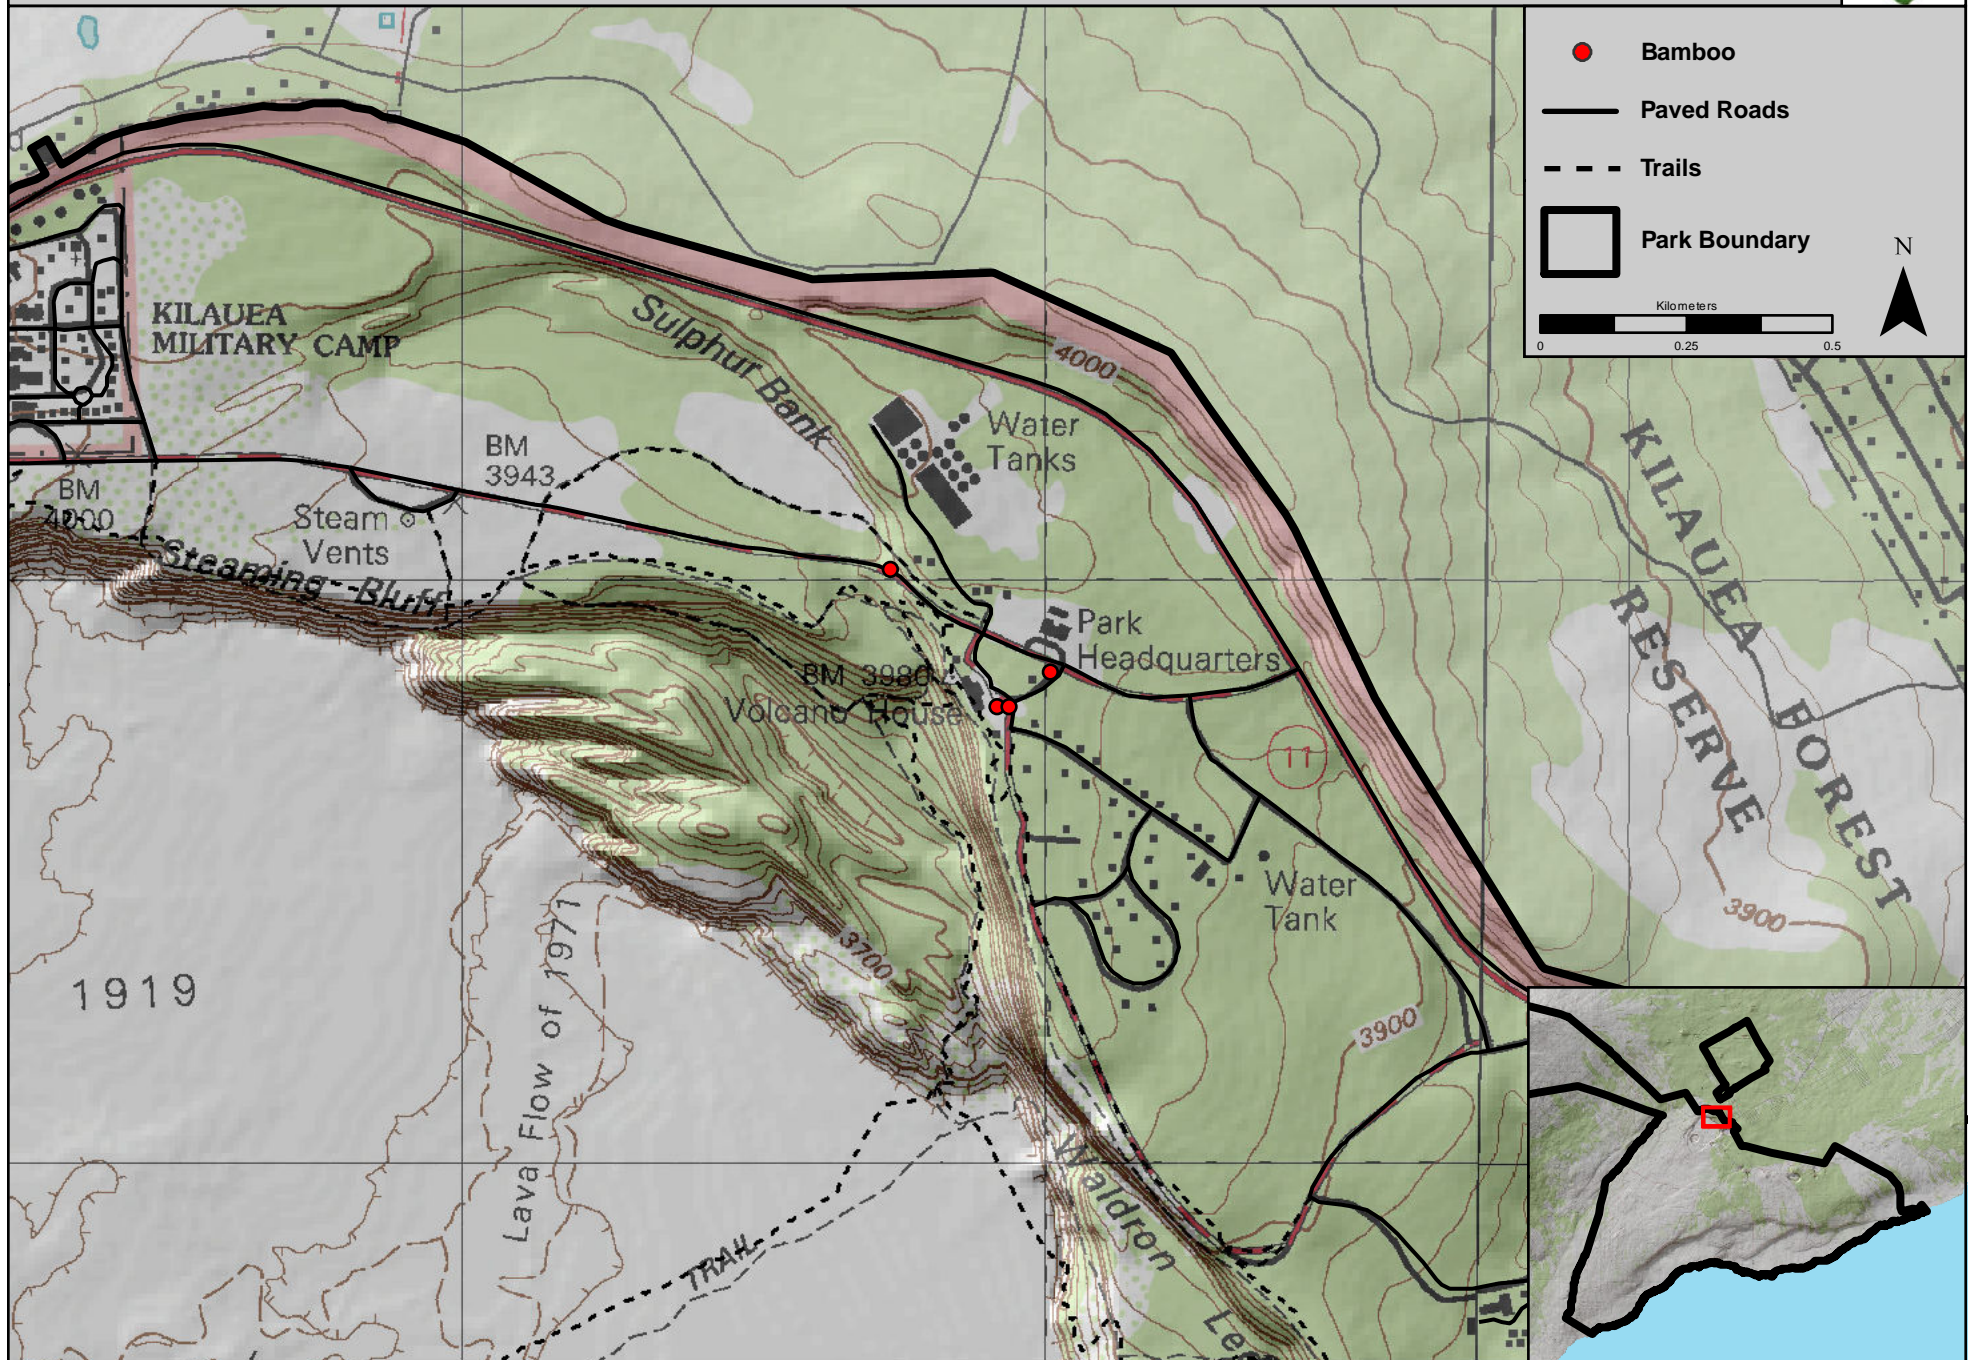 Bamboo
Paved Roads
Trails
Park Boundary
N
Kilometers
0 0.25 0.5
KILAUEA
MILITARY CAMP
Sulphur Bank
4000
Water
Tanks
BM
3943
BM
4000
Steam
Vents
Steaming Bluff
Park
Headquarters
BM 3980
Volcano House
11
KILAUEA FOREST
RESERVE
Water
Tank
3900
3700
1919
Lava Flow of 1971
3900
Waldron
TRAIL